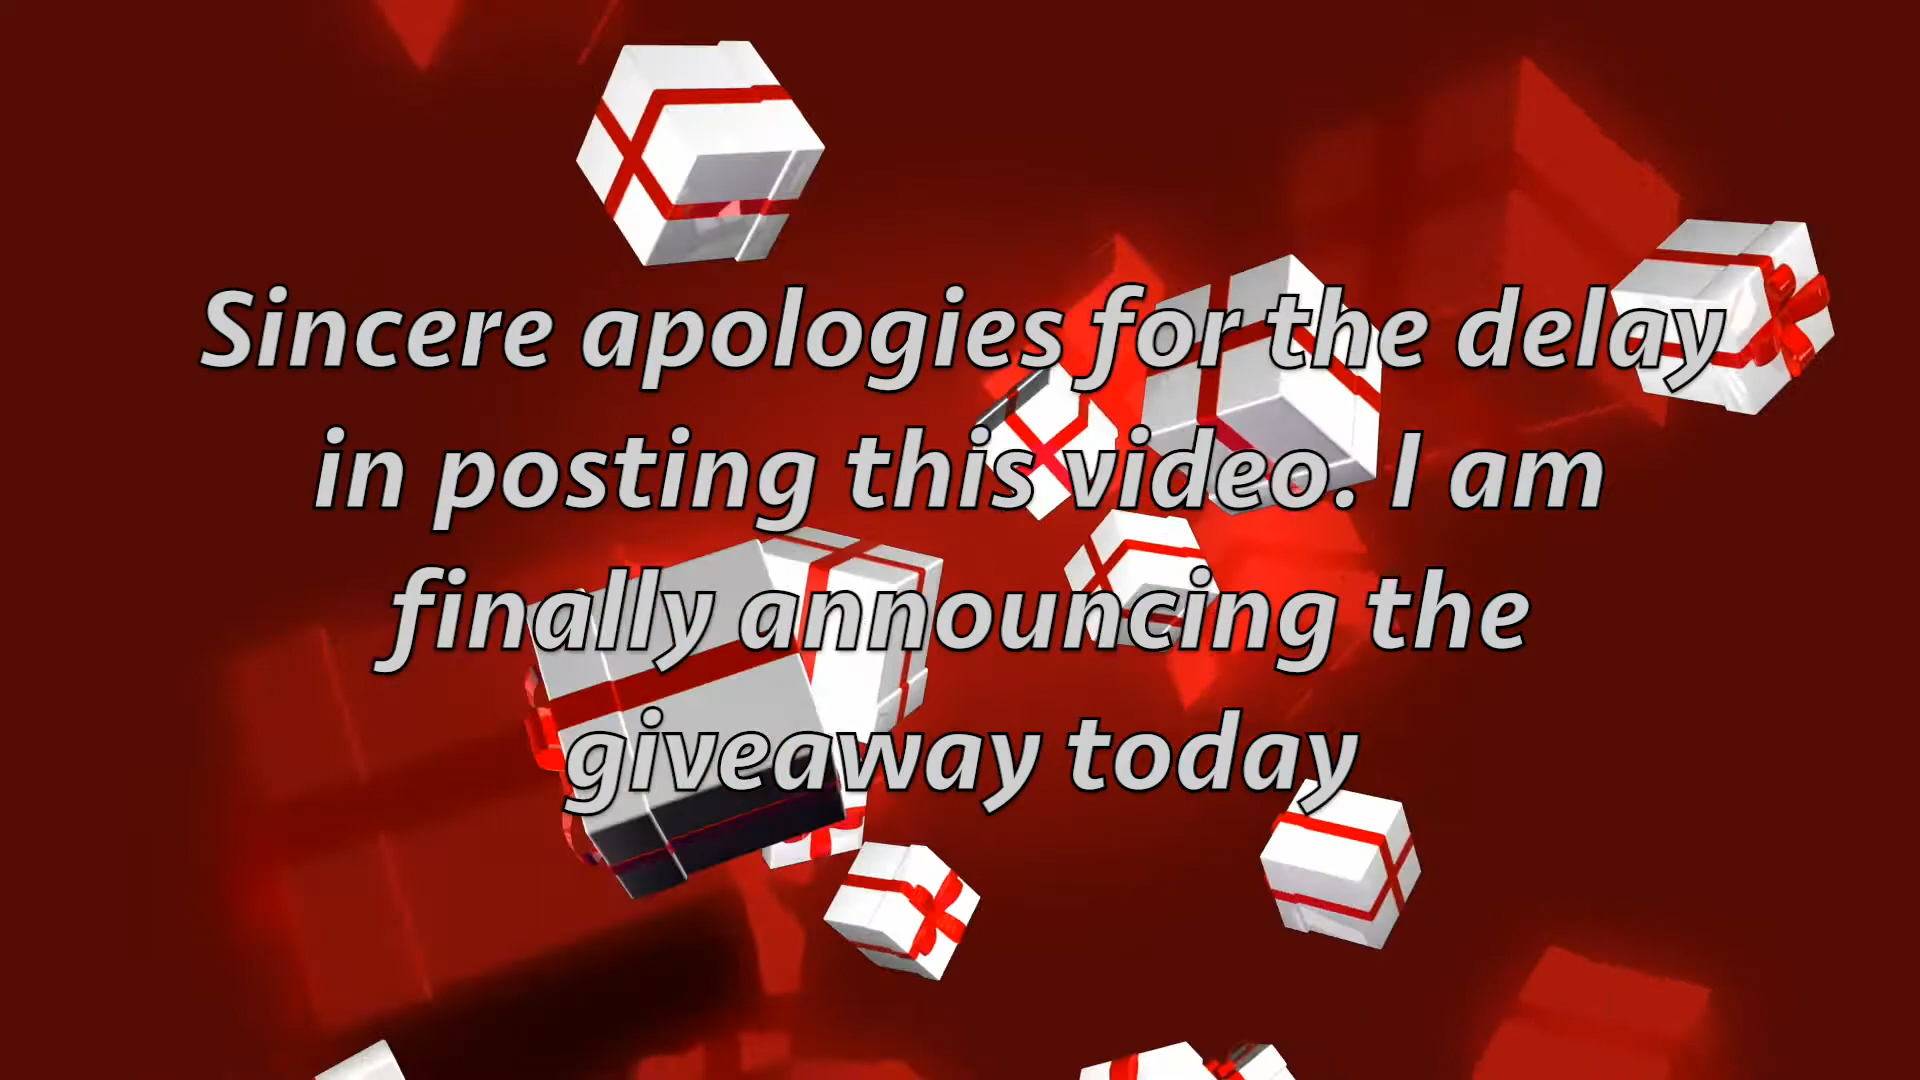 Sincere apologies for the delay
in posting this video. I am
finally announcing the
giveaway today